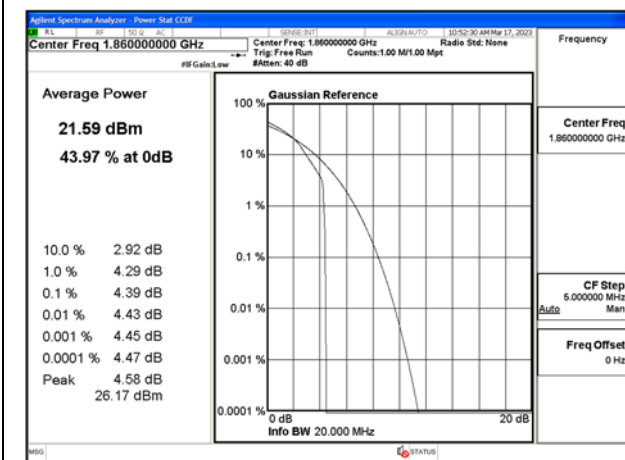 Agilent Spectrum Analyzer - Power Stat CCDF
RL RF 50 Ω AC SENSE:INT ALIGN AUTO 10:52:30 AM Mar 17, 2023
Center Freq 1.860000000 GHz
Center Freq: 1.860000000 GHz Radio Std: None
Trig: Free Run Counts:1.00 M/1.00 Mpt
#IFGain:Low #Atten: 40 dB
Frequency
Average Power
21.59 dBm
43.97 % at 0dB
10.0 % 2.92 dB
1.0 % 4.29 dB
0.1 % 4.39 dB
0.01 % 4.43 dB
0.001 % 4.45 dB
0.0001 % 4.47 dB
Peak 4.58 dB
26.17 dBm
Gaussian Reference
100 %
10 %
1 %
0.1 %
0.01 %
0.001 %
0.0001 %
0 dB 20 dB
Info BW 20.000 MHz
Center Freq
1.860000000 GHz
CF Step
5.000000 MHz
Auto Man
Freq Offset
0 Hz
MSG STATUS